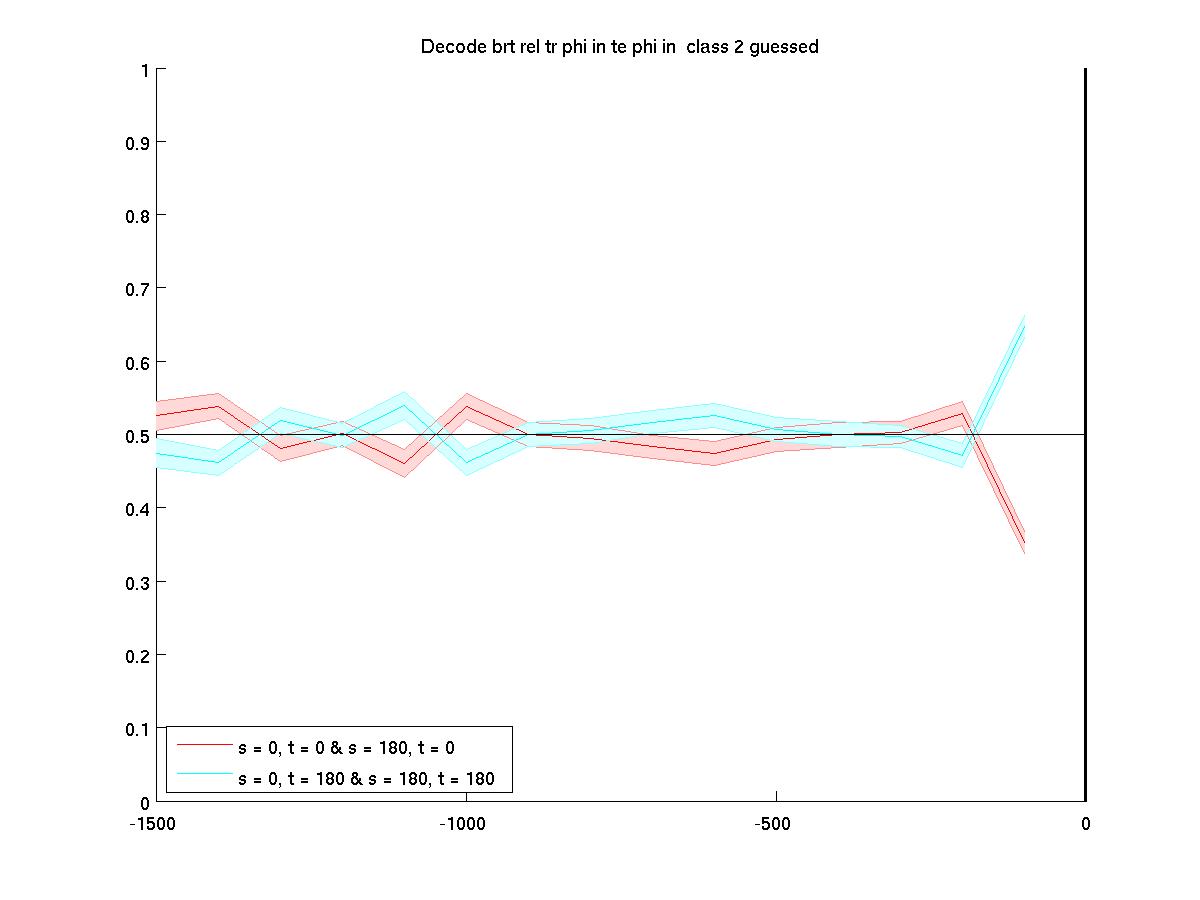 Decode brt rel tr phi in te phi in  class 2 guessed
1
0.9
0.8
0.7
0.6
0.5
0.4
0.3
0.2
0.1
0
s = 0, t = 0 & s = 180, t = 0
s = 0, t = 180 & s = 180, t = 180
-1500 -1000 -500 0